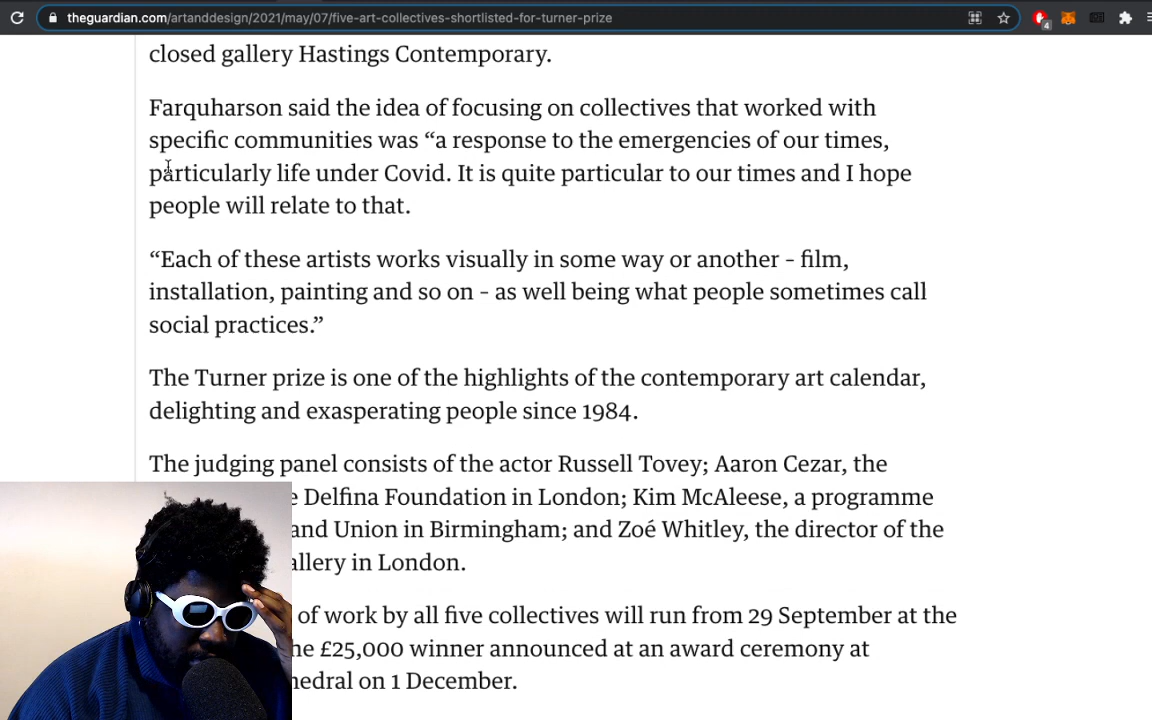 theguardian.com/artanddesign/2021/may/07/five-art-collectives-shortlisted-for-turner-prize
4
closed gallery Hastings Contemporary.
Farquharson said the idea of focusing on collectives that worked with
specific communities was “a response to the emergencies of our times,
particularly life under Covid. It is quite particular to our times and I hope
people will relate to that.
“Each of these artists works visually in some way or another – film,
installation, painting and so on – as well being what people sometimes call
social practices.”
The Turner prize is one of the highlights of the contemporary art calendar,
delighting and exasperating people since 1984.
The judging panel consists of the actor Russell Tovey; Aaron Cezar, the
Delfina Foundation in London; Kim McAleese, a programme
and Union in Birmingham; and Zoé Whitley, the director of the
in London.
of work by all five collectives will run from 29 September at the
£25,000 winner announced at an award ceremony at
on 1 December.